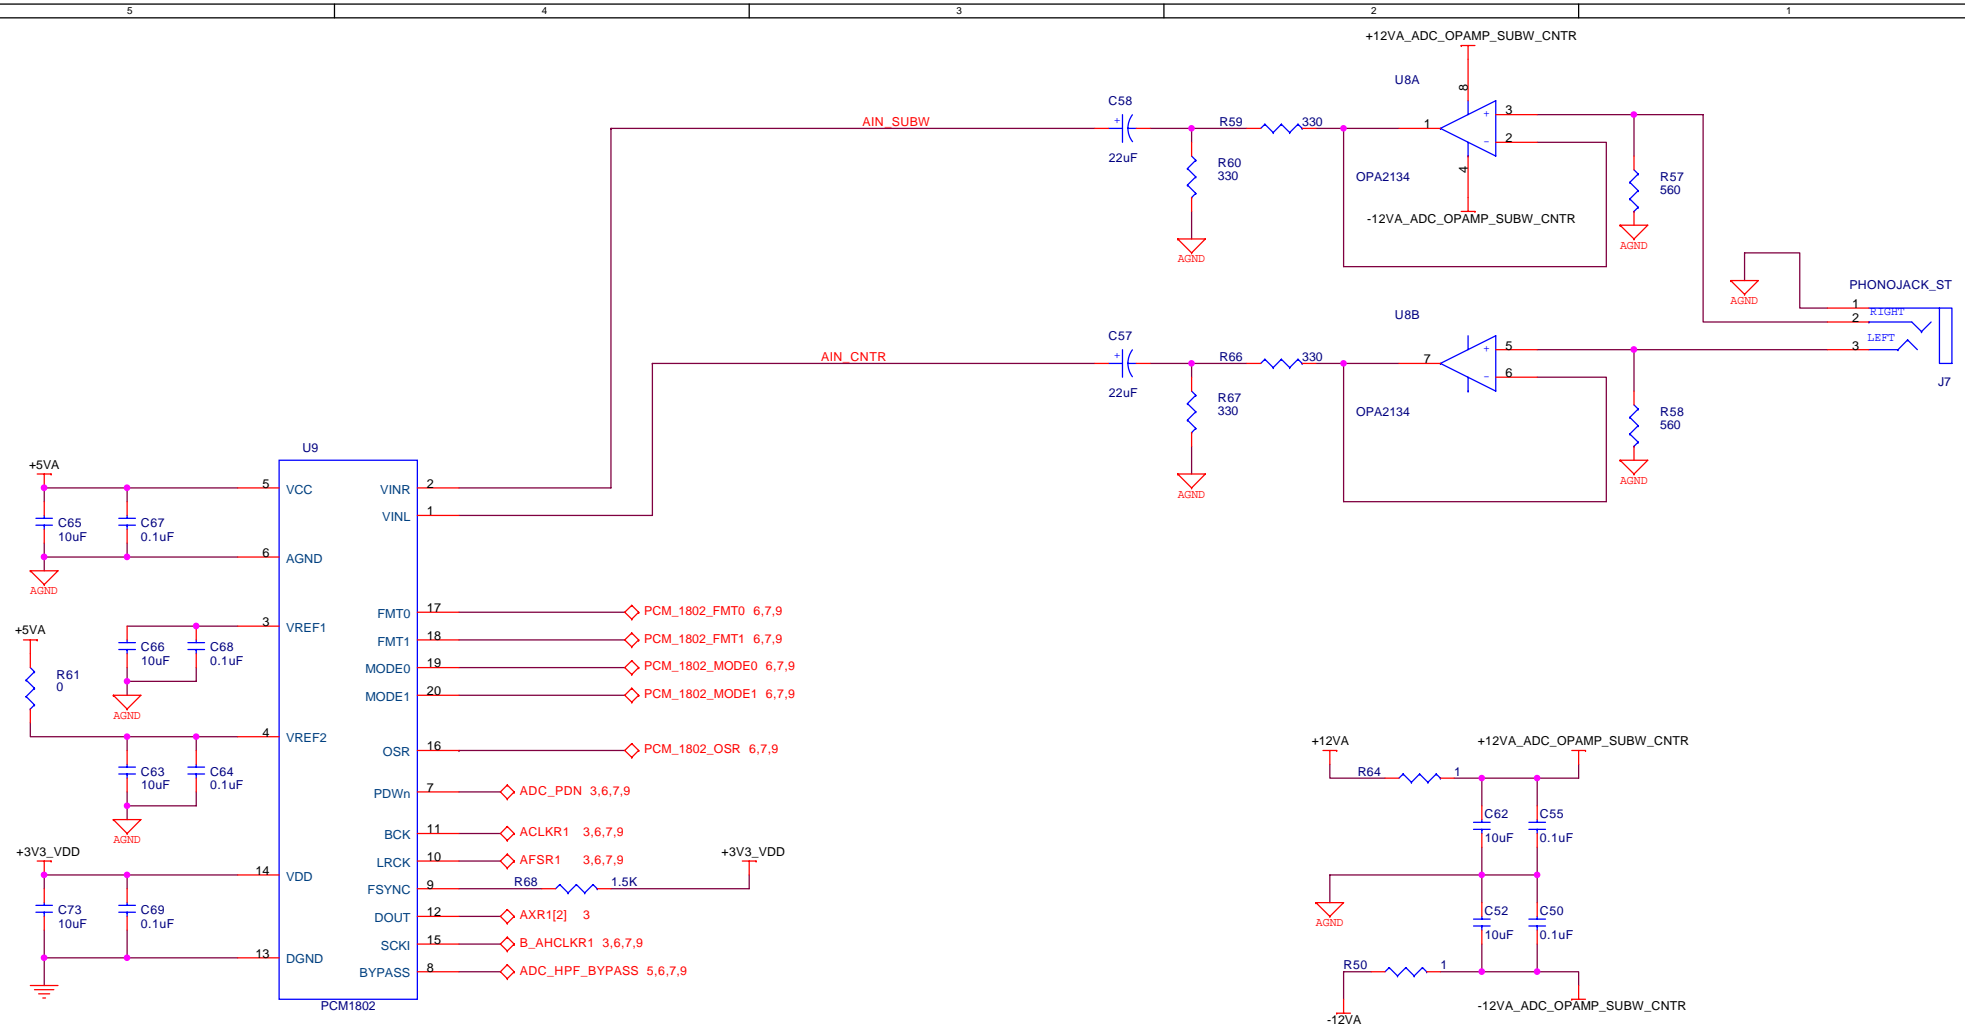 5 4 3 2 1
+12VA_ADC_OPAMP_SUBW_CNTR
U8A
8
C58
+
22uF
AIN_SUBW
R59 330
R60
330
AGND
1
3
+
2
-
4
OPA2134
-12VA_ADC_OPAMP_SUBW_CNTR
R57
560
AGND
AGND
PHONOJACK_ST
1
2 RIGHT
3 LEFT
J7
U8B
C57
+
22uF
AIN_CNTR
R66 330
R67
330
AGND
7
5
+
6
-
OPA2134
R58
560
AGND
U9
+5VA
5 VCC
C65
10uF
C67
0.1uF
6 AGND
AGND
VINR 2
VINL 1
3 VREF1
C66
10uF
C68
0.1uF
AGND
+5VA
R61
0
4 VREF2
C63
10uF
C64
0.1uF
AGND
+3V3_VDD
14 VDD
C73
10uF
C69
0.1uF
13 DGND
FMT0 17 PCM_1802_FMT0 6,7,9
FMT1 18 PCM_1802_FMT1 6,7,9
MODE0 19 PCM_1802_MODE0 6,7,9
MODE1 20 PCM_1802_MODE1 6,7,9
OSR 16 PCM_1802_OSR 6,7,9
PDWn 7 ADC_PDN 3,6,7,9
BCK 11 ACLKR1 3,6,7,9
LRCK 10 AFSR1 3,6,7,9
+3V3_VDD
FSYNC 9 R68 1.5K
DOUT 12 AXR1[2] 3
SCKI 15 B_AHCLKR1 3,6,7,9
BYPASS 8 ADC_HPF_BYPASS 5,6,7,9
PCM1802
+12VA
+12VA_ADC_OPAMP_SUBW_CNTR
R64 1
C62
10uF
C55
0.1uF
AGND
C52
10uF
C50
0.1uF
R50 1
-12VA
-12VA_ADC_OPAMP_SUBW_CNTR